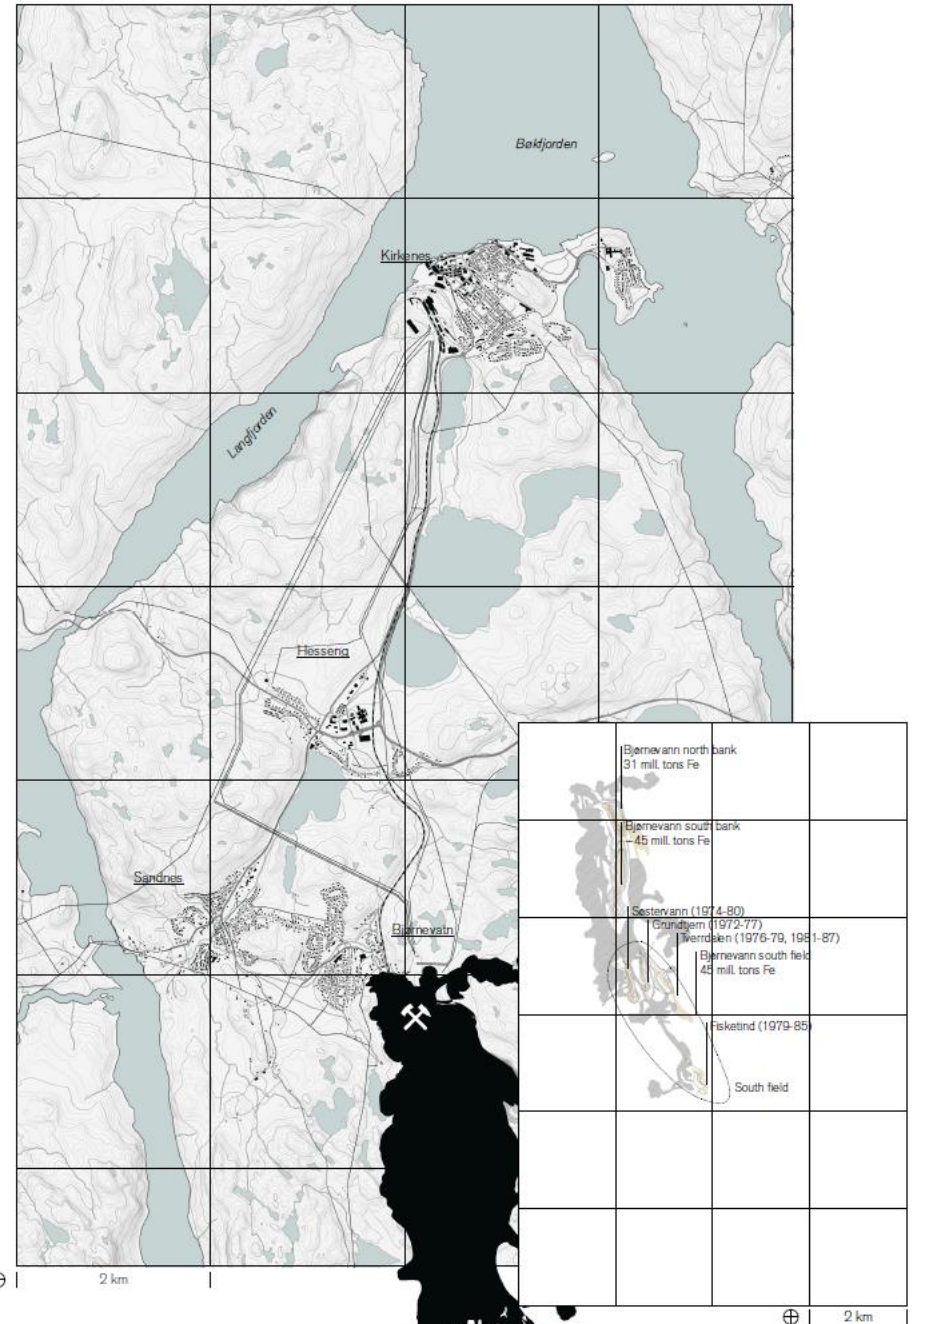 Bøkfjorden
Kirkenes
Langfjorden
Hesseng
Sandnes
Bjørnevatn
Bjørnevann north bank
31 mill. tons Fe
Bjørnevann south bank
~45 mill. tons Fe
Søstervann (1974-80)
Grundtjern (1972-77)
Tverrdalen (1976-79, 1981-87)
Bjørnevann south field
45 mill. tons Fe
Fisketind (1979-85)
South field
2 km
2 km